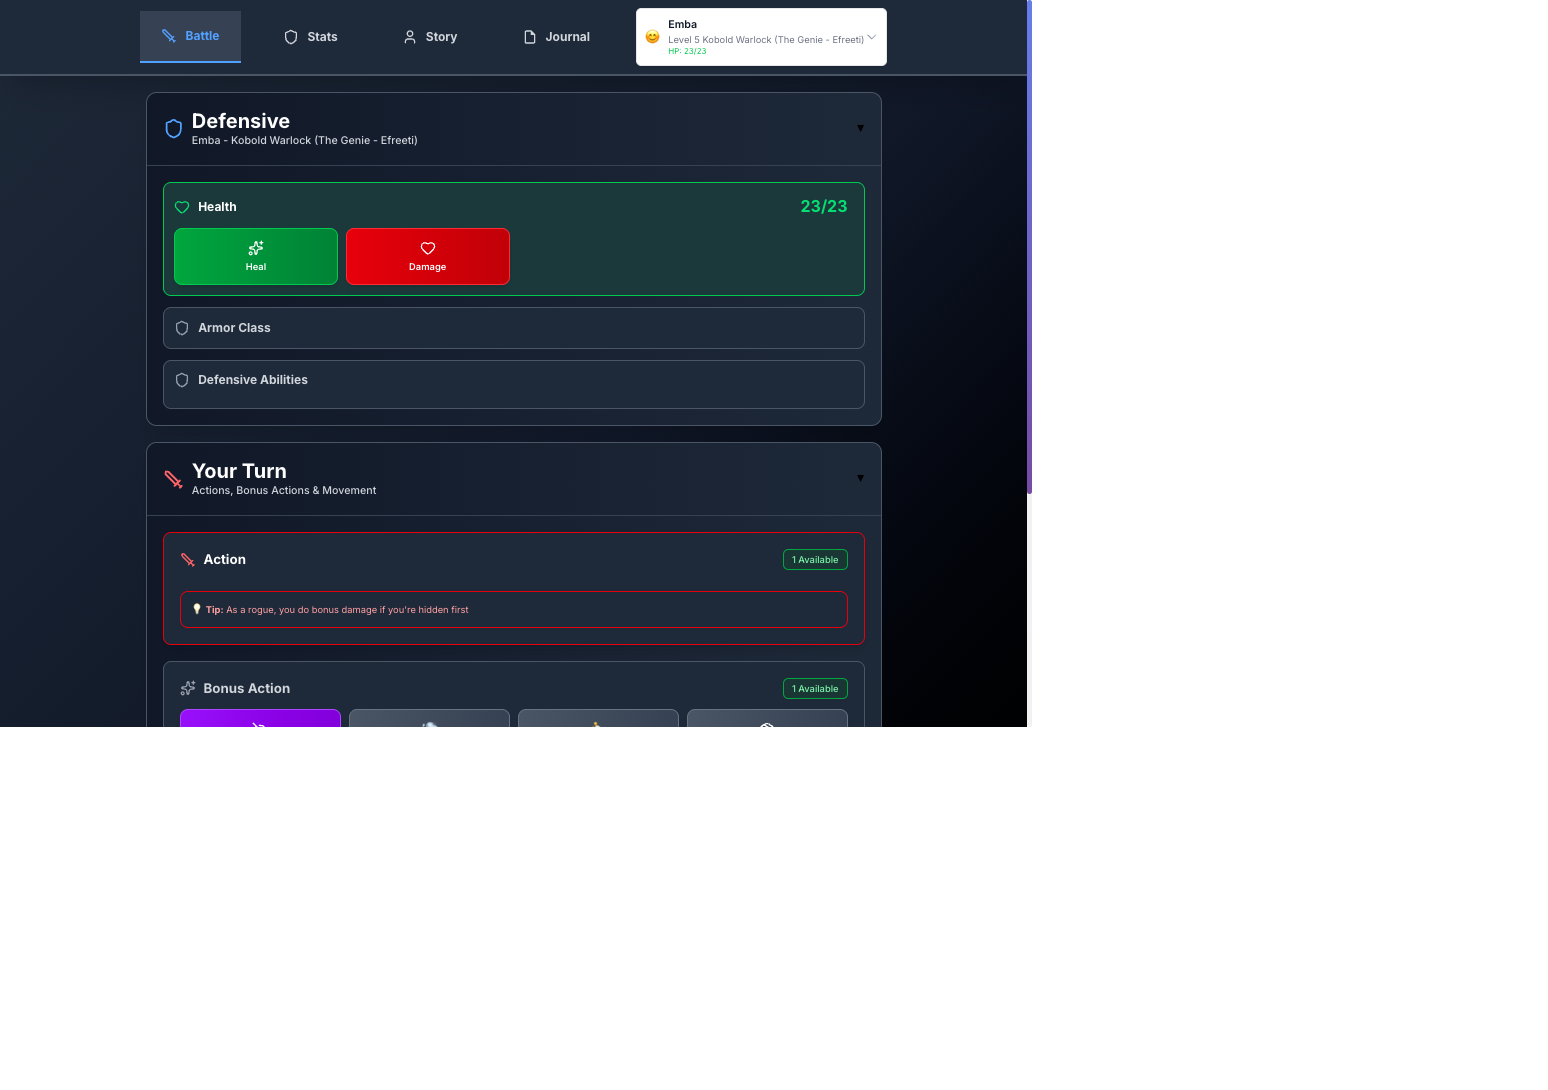 Battle
Stats
Story
Journal
Emba
Level 5 Kobold Warlock (The Genie - Efreeti)
HP: 23/23
Defensive
Emba - Kobold Warlock (The Genie - Efreeti)
Health
23/23
Heal
Damage
Armor Class
Defensive Abilities
Your Turn
Actions, Bonus Actions & Movement
Action
1 Available
Tip: As a rogue, you do bonus damage if you're hidden first
Bonus Action
1 Available